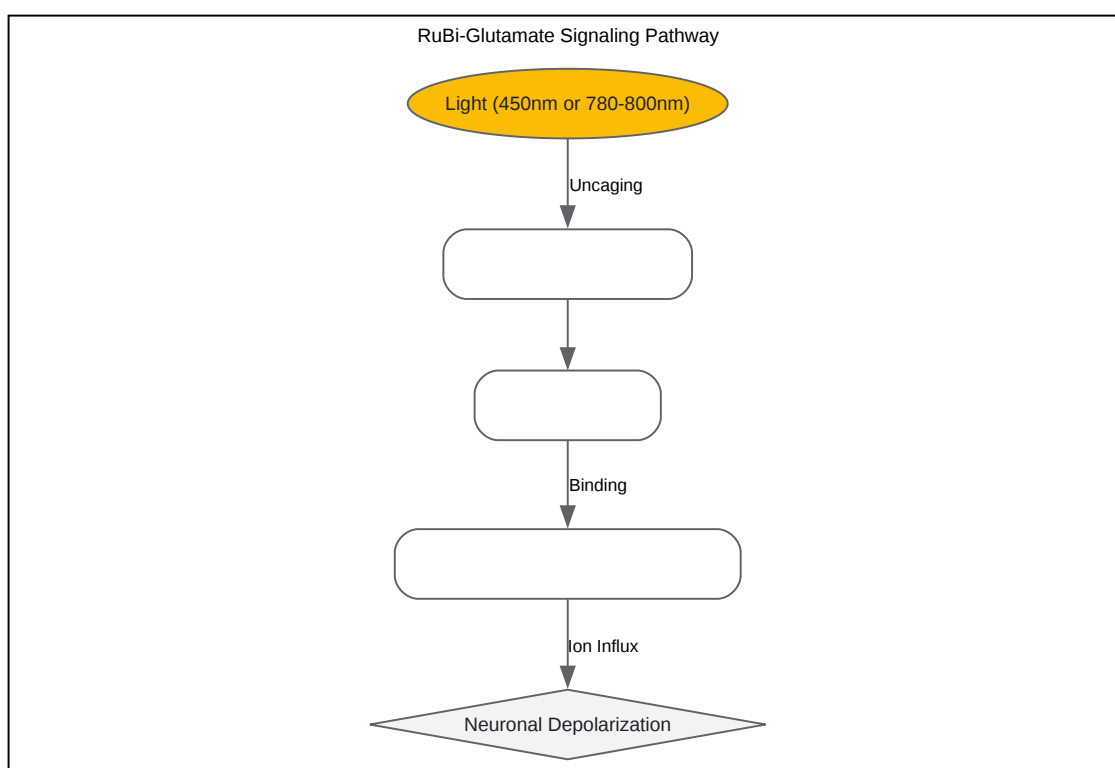 RuBi-Glutamate Signaling Pathway
Light (450nm or 780-800nm)
Uncaging
Binding
Ion Influx
Neuronal Depolarization